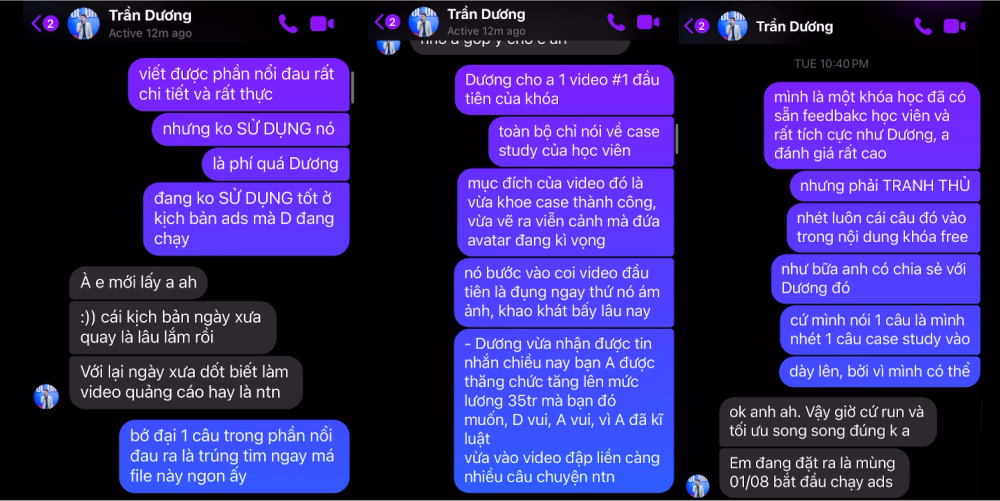 2
Trần Dương
Active 12m ago
viết được phần nổi đau rất
chi tiết và rất thực
nhưng ko SỬ DỤNG nó
là phí quá Dương
đang ko SỬ DỤNG tốt ở
kịch bản ads mà D đang
chạy
À e mới lấy a ah
:)) cái kịch bản ngày xưa
quay là lâu lắm rồi
Với lại ngày xưa dốt biết làm
video quảng cáo hay là ntn
bớ đại 1 câu trong phần nổi
đau ra là trúng tim ngay má
file này ngon ấy
2
Trần Dương
Active 12m ago
nhờ a góp ý cho e ah
Dương cho a 1 video #1 đầu
tiên của khóa
toàn bộ chỉ nói về case
study của học viên
mục đích của video đó là
vừa khoe case thành công,
vừa vẽ ra viễn cảnh mà đứa
avatar đang kì vọng
nó bước vào coi video đầu
tiên là đụng ngay thứ nó ám
ảnh, khao khát bấy lâu nay
- Dương vừa nhận được tin
nhắn chiều nay bạn A được
thăng chức tăng lên mức
lương 35tr mà bạn đó
muốn, D vui, A vui, vì A đã kĩ
luật
vừa vào video đập liền càng
nhiều câu chuyện ntn
2
Trần Dương
TUE 10:40 PM
mình là một khóa học đã có
sẵn feedbakc học viên và
rất tích cực như Dương, a
đánh giá rất cao
nhưng phải TRANH THỦ
nhét luôn cái câu đó vào
trong nội dung khóa free
như bữa anh có chia sẻ với
Dương đó
cứ mình nói 1 câu là mình
nhét 1 câu case study vào
dày lên, bởi vì mình có thể
ok anh ah. Vậy giờ cứ run và
tối ưu song song đúng k a
Em đang đặt ra là mùng
01/08 bắt đầu chạy ads